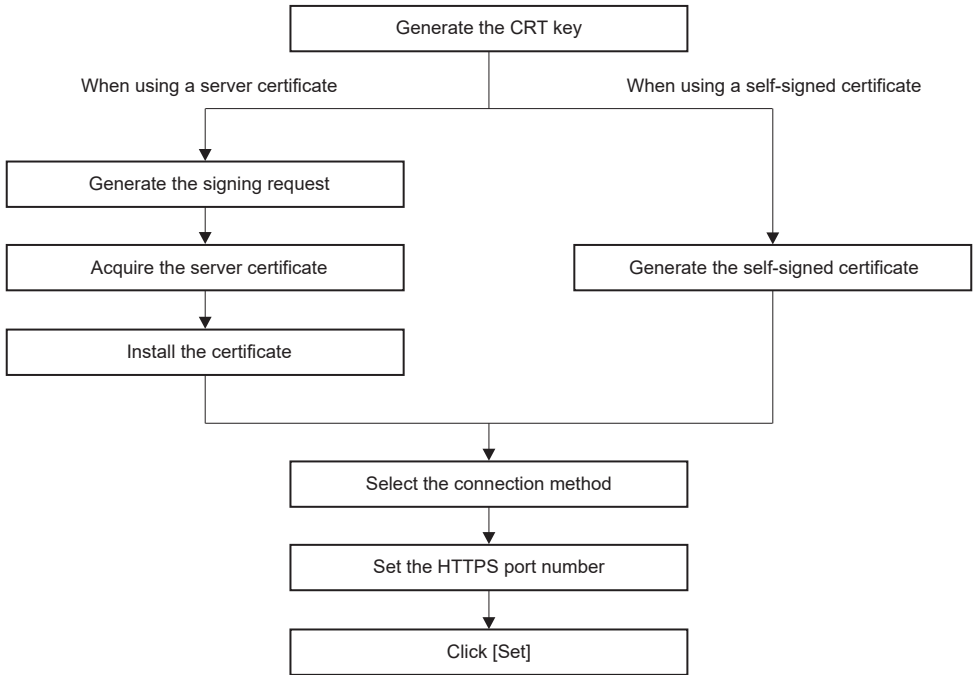 Generate the CRT key
When using a server certificate
When using a self-signed certificate
Generate the signing request
Acquire the server certificate
Generate the self-signed certificate
Install the certificate
Select the connection method
Set the HTTPS port number
Click [Set]